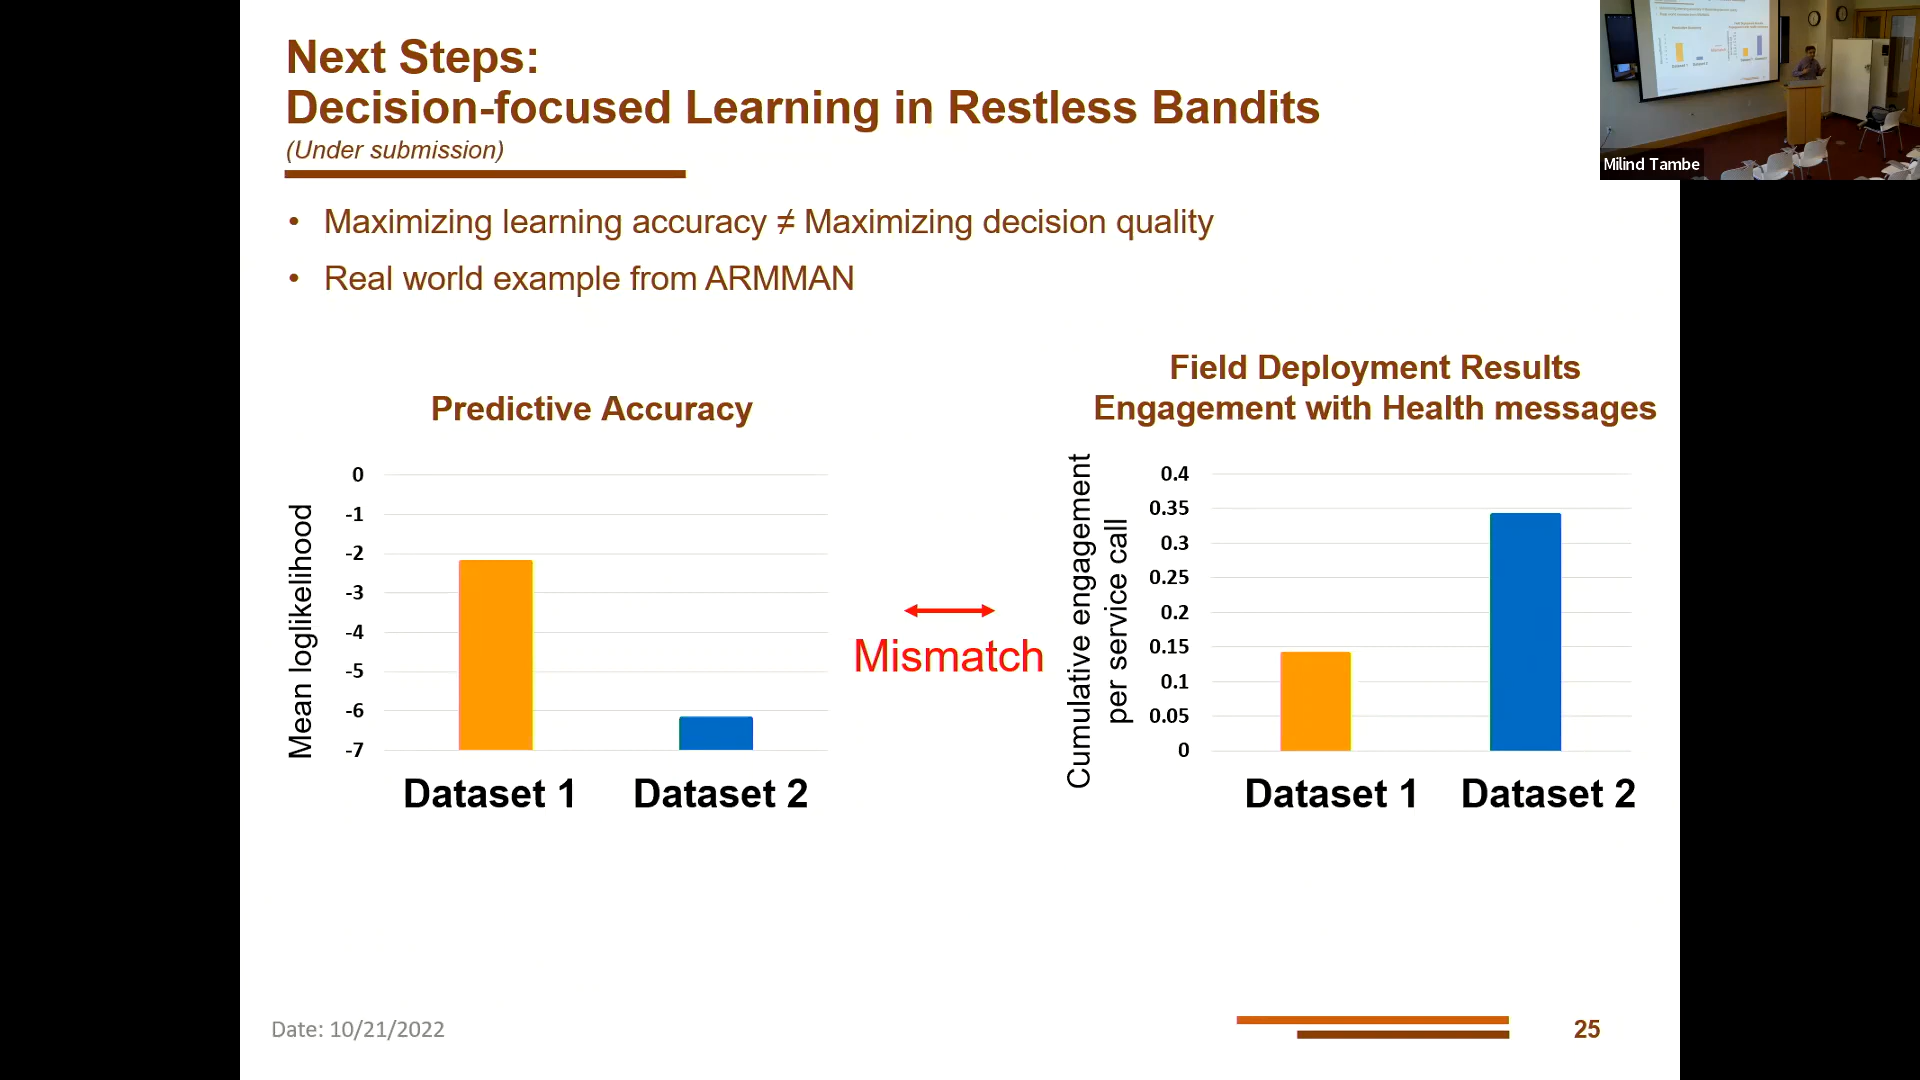 Next Steps:
Decision-focused Learning in Restless Bandits
(Under submission)
• Maximizing learning accuracy ≠ Maximizing decision quality
• Real world example from ARMMAN
Predictive Accuracy
Mean loglikelihood
0
-1
-2
-3
-4
-5
-6
-7
Dataset 1 Dataset 2
Mismatch
Field Deployment Results
Engagement with Health messages
Cumulative engagement
per service call
0.4
0.35
0.3
0.25
0.2
0.15
0.1
0.05
0
Dataset 1 Dataset 2
Date: 10/21/2022
25
Milind Tambe